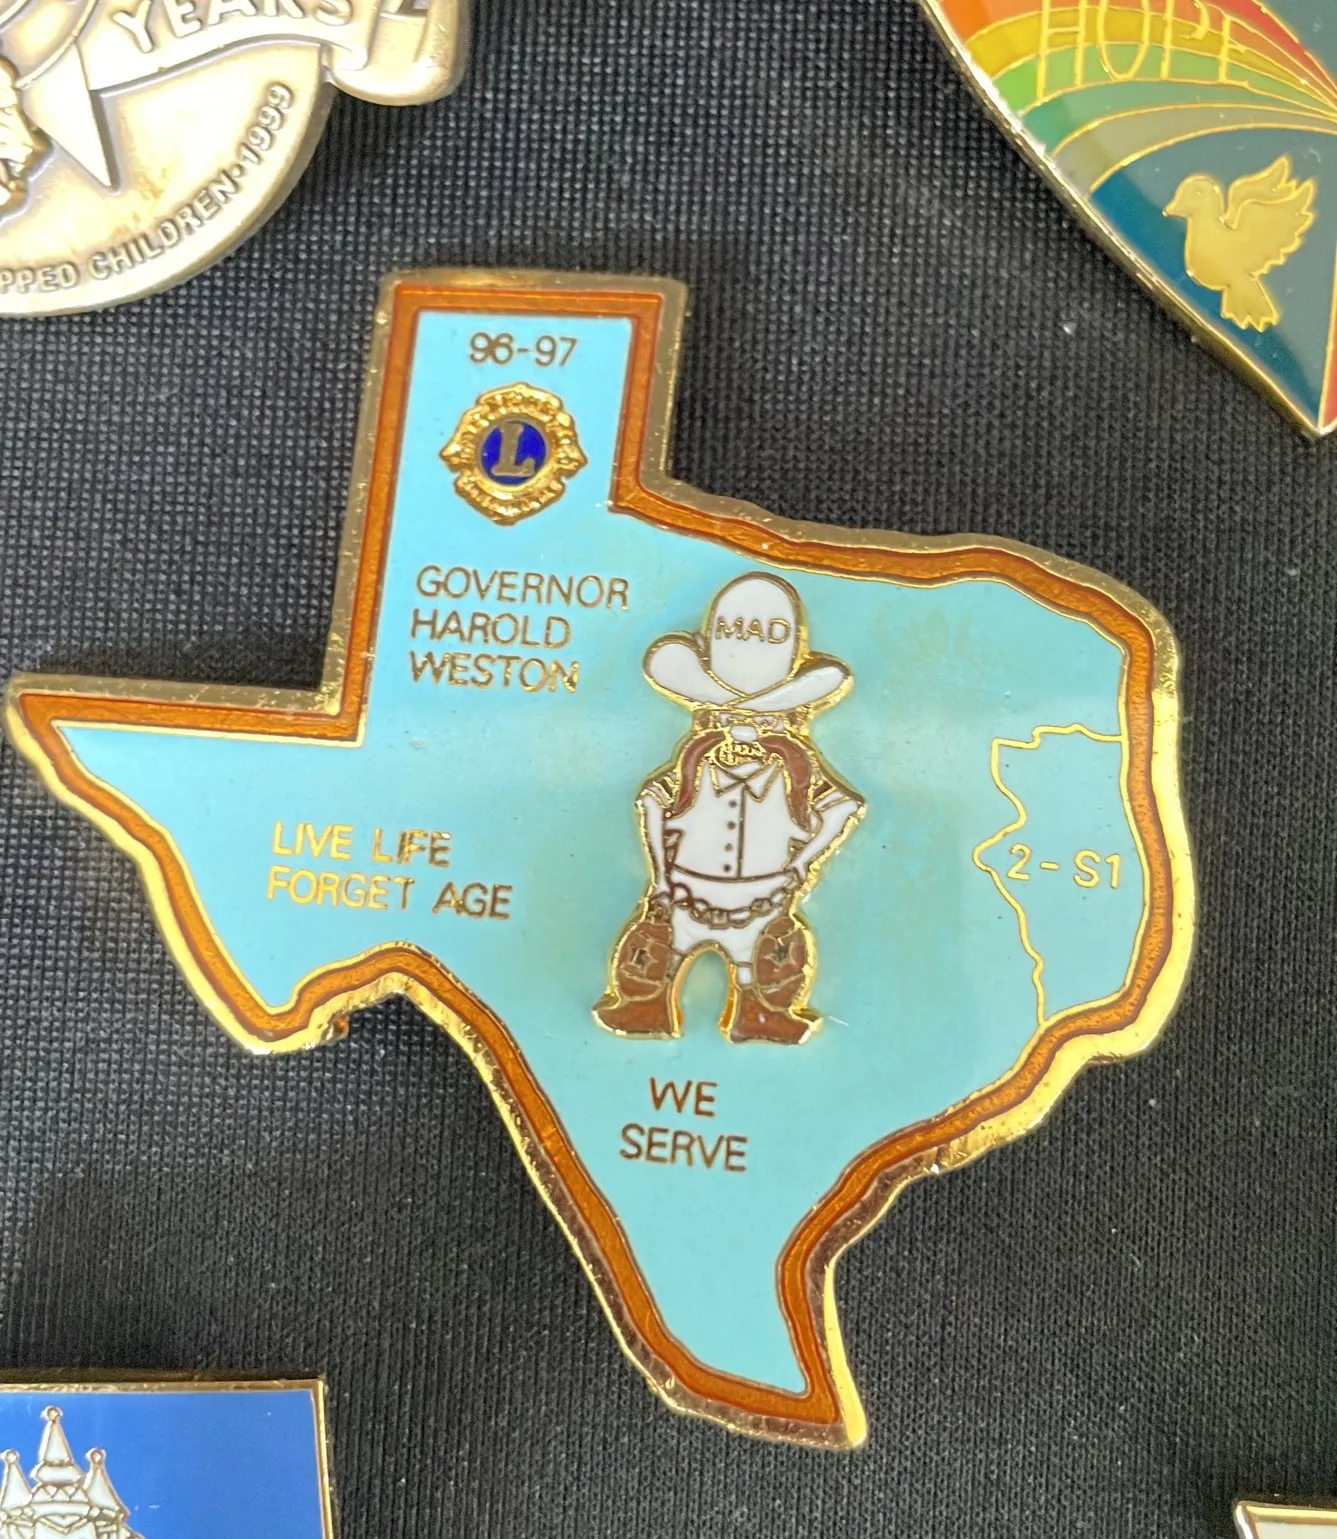 YEARS
PPED CHILDREN•1999
HOPE
96-97
L
GOVERNOR
HAROLD
WESTON
MAD
LIVE LIFE
FORGET AGE
2-S1
WE
SERVE